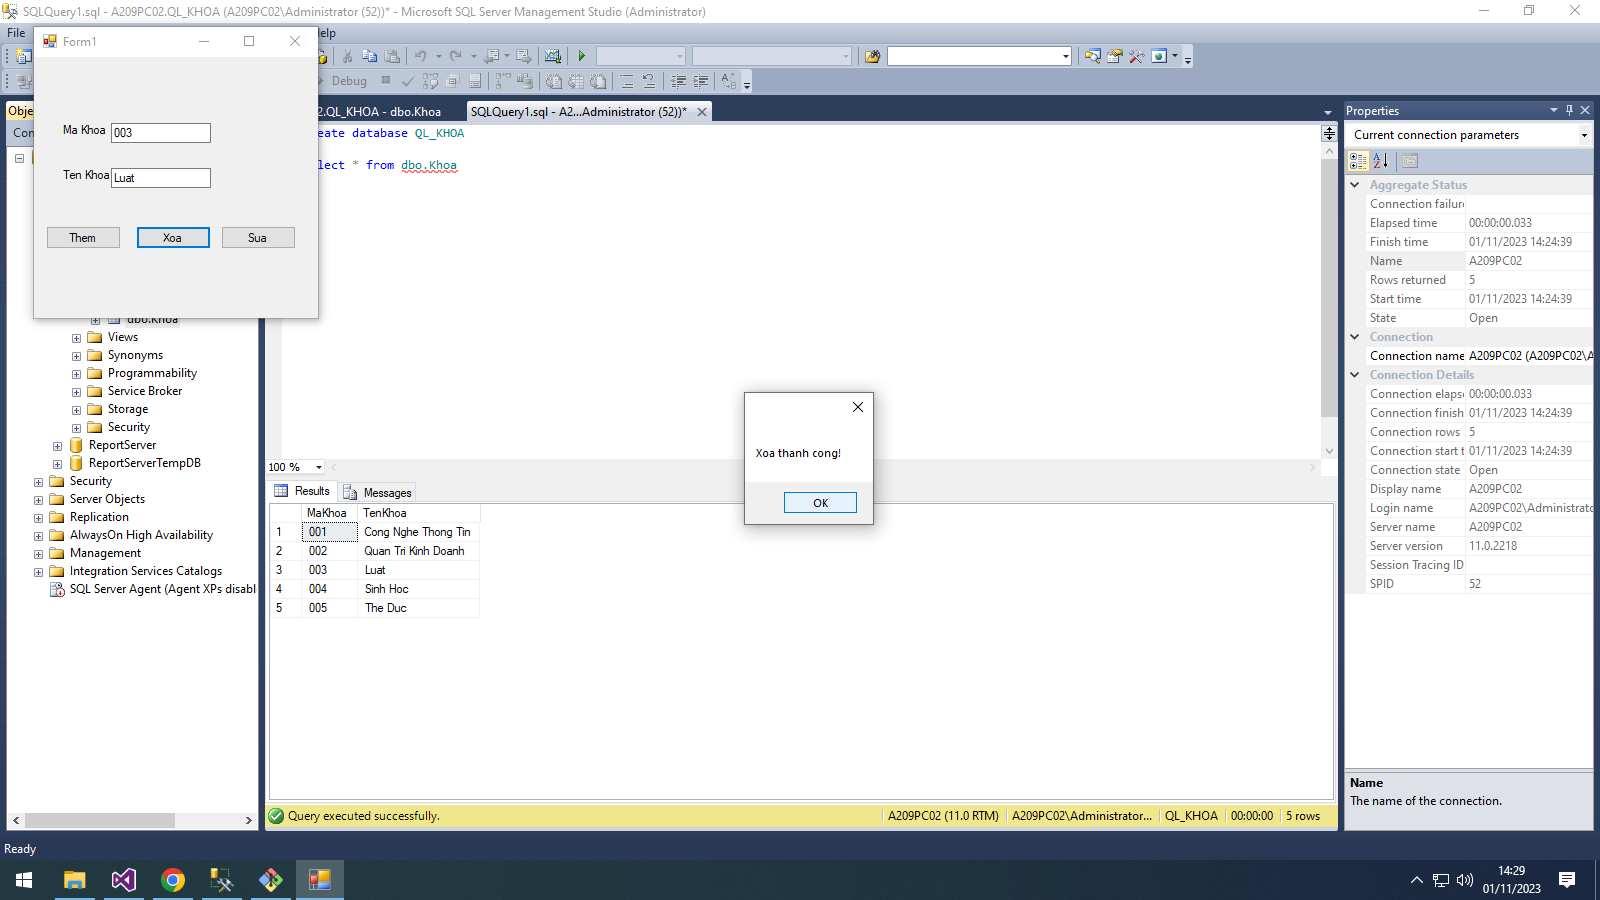 SQLQuery1.sql - A209PC02.QL_KHOA (A209PC02\Administrator (52))* - Microsoft SQL Server Management Studio (Administrator)
File
elp
Form1
Debug
Obje
2.QL_KHOA - dbo.Khoa
SQLQuery1.sql - A2...Administrator (52))*
Properties
Con
Current connection parameters
eate database QL_KHOA
lect * from dbo.Khoa
Ma Khoa
003
Ten Khoa
Luat
Them
Xoa
Sua
dbo.Khoa
Views
Synonyms
Programmability
Service Broker
Storage
Security
ReportServer
ReportServerTempDB
Security
Server Objects
Replication
AlwaysOn High Availability
Management
Integration Services Catalogs
SQL Server Agent (Agent XPs disabl
100 %
Results
Messages
MaKhoa TenKhoa
1 001 Cong Nghe Thong Tin
2 002 Quan Tri Kinh Doanh
3 003 Luat
4 004 Sinh Hoc
5 005 The Duc
Xoa thanh cong!
OK
Aggregate Status
Connection failur
Elapsed time 00:00:00.033
Finish time 01/11/2023 14:24:39
Name A209PC02
Rows returned 5
Start time 01/11/2023 14:24:39
State Open
Connection
Connection name A209PC02 (A209PC02\A
Connection Details
Connection elaps 00:00:00.033
Connection finish 01/11/2023 14:24:39
Connection rows 5
Connection start t 01/11/2023 14:24:39
Connection state Open
Display name A209PC02
Login name A209PC02\Administrato
Server name A209PC02
Server version 11.0.2218
Session Tracing ID
SPID 52
Name
The name of the connection.
Query executed successfully.
A209PC02 (11.0 RTM)
A209PC02\Administrator...
QL_KHOA
00:00:00
5 rows
Ready
14:29
01/11/2023